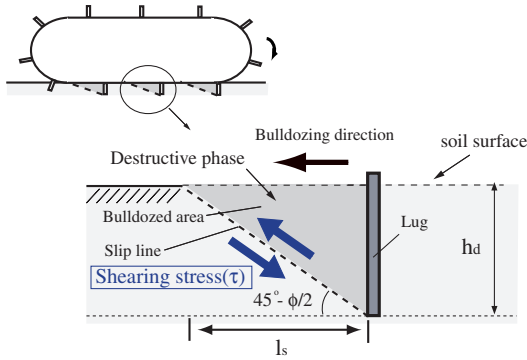 Bulldozing direction
soil surface
Destructive phase
Bulldozed area
Lug
Slip line
hd
Shearing stress(τ)
45°- ϕ/2
ls